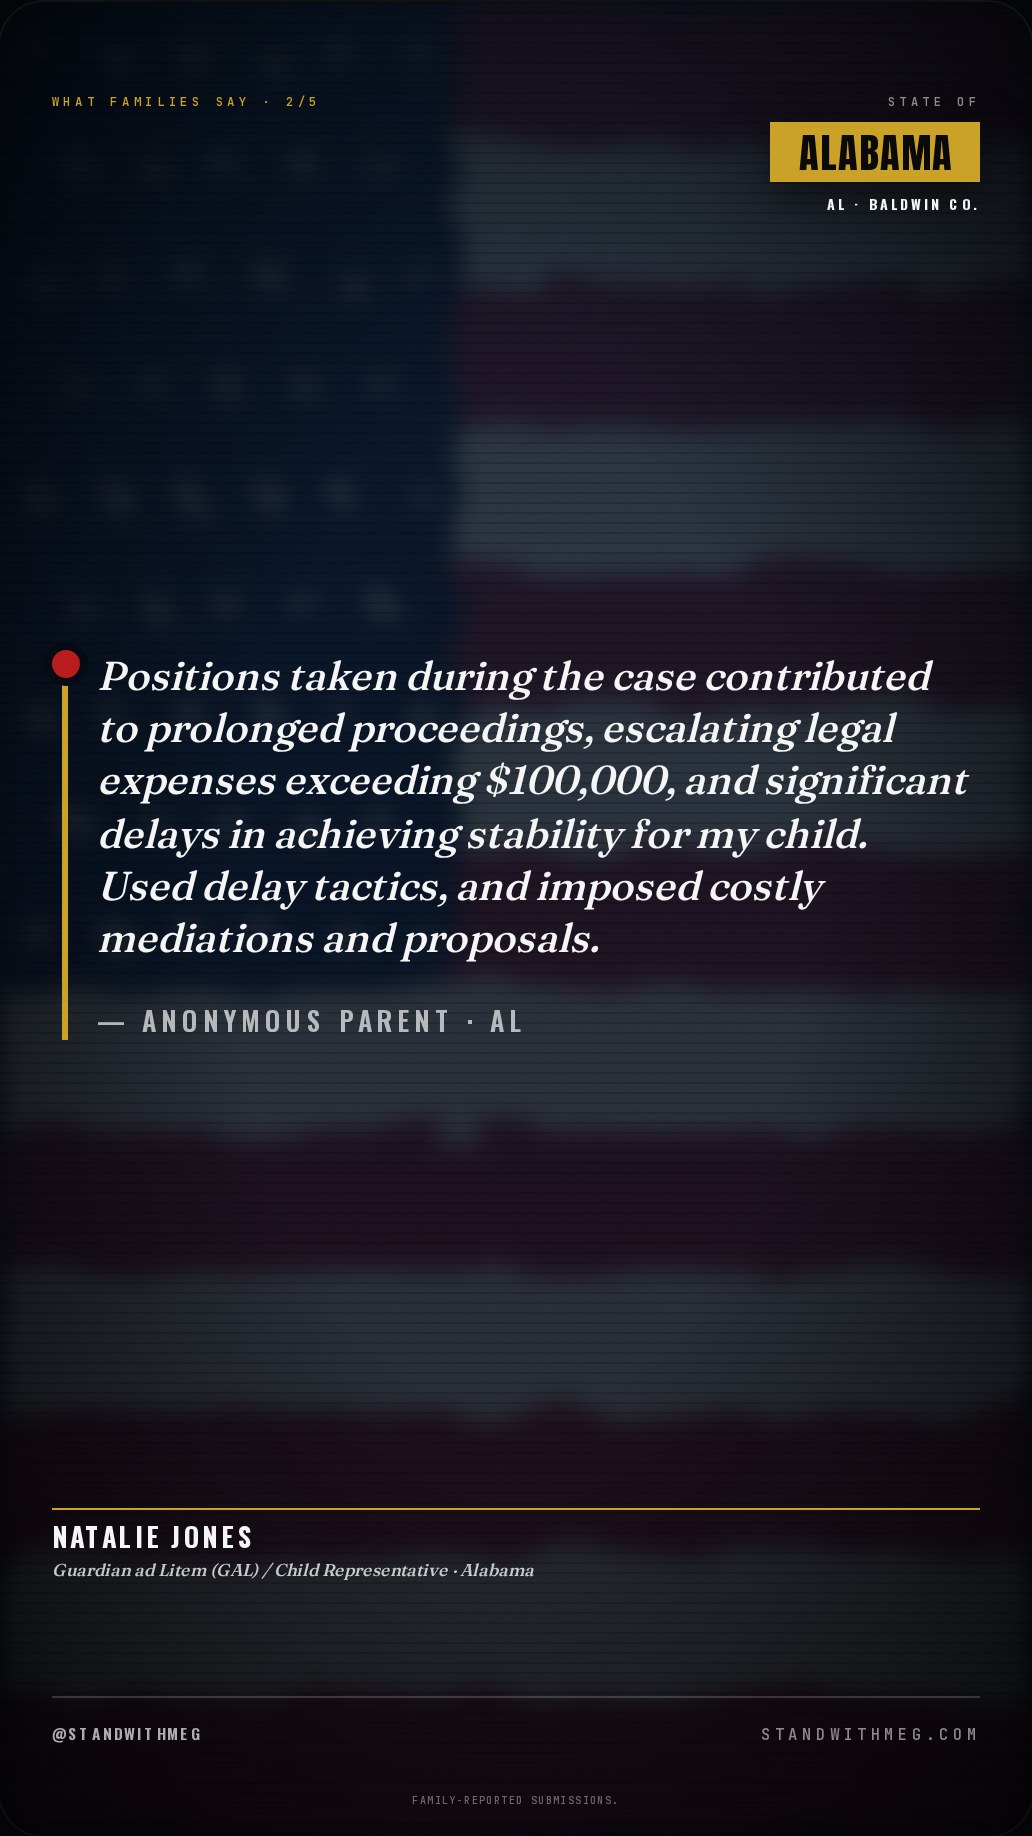 WHAT FAMILIES SAY · 2/5
STATE OF
ALABAMA
AL · BALDWIN CO.
Positions taken during the case contributed
to prolonged proceedings, escalating legal
expenses exceeding $100,000, and significant
delays in achieving stability for my child.
Used delay tactics, and imposed costly
mediations and proposals.
— ANONYMOUS PARENT · AL
NATALIE JONES
Guardian ad Litem (GAL) / Child Representative · Alabama
@STANDWITHMEG
STANDWITHMEG.COM
FAMILY-REPORTED SUBMISSIONS.